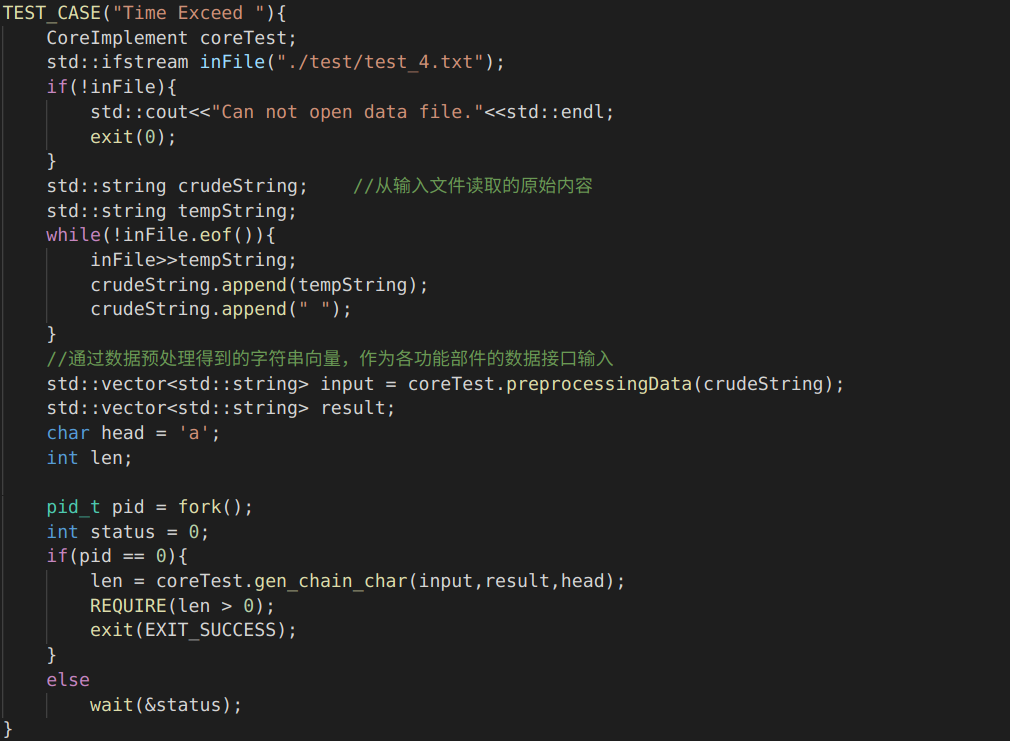 TEST_CASE("Time Exceed "){
    CoreImplement coreTest;
    std::ifstream inFile("./test/test_4.txt");
    if(!inFile){
        std::cout<<"Can not open data file."<<std::endl;
        exit(0);
    }
    std::string crudeString;    //从输入文件读取的原始内容
    std::string tempString;
    while(!inFile.eof()){
        inFile>>tempString;
        crudeString.append(tempString);
        crudeString.append(" ");
    }
    //通过数据预处理得到的字符串向量，作为各功能部件的数据接口输入
    std::vector<std::string> input = coreTest.preprocessingData(crudeString);
    std::vector<std::string> result;
    char head = 'a';
    int len;

    pid_t pid = fork();
    int status = 0;
    if(pid == 0){
        len = coreTest.gen_chain_char(input,result,head);
        REQUIRE(len > 0);
        exit(EXIT_SUCCESS);
    }
    else
        wait(&status);
}